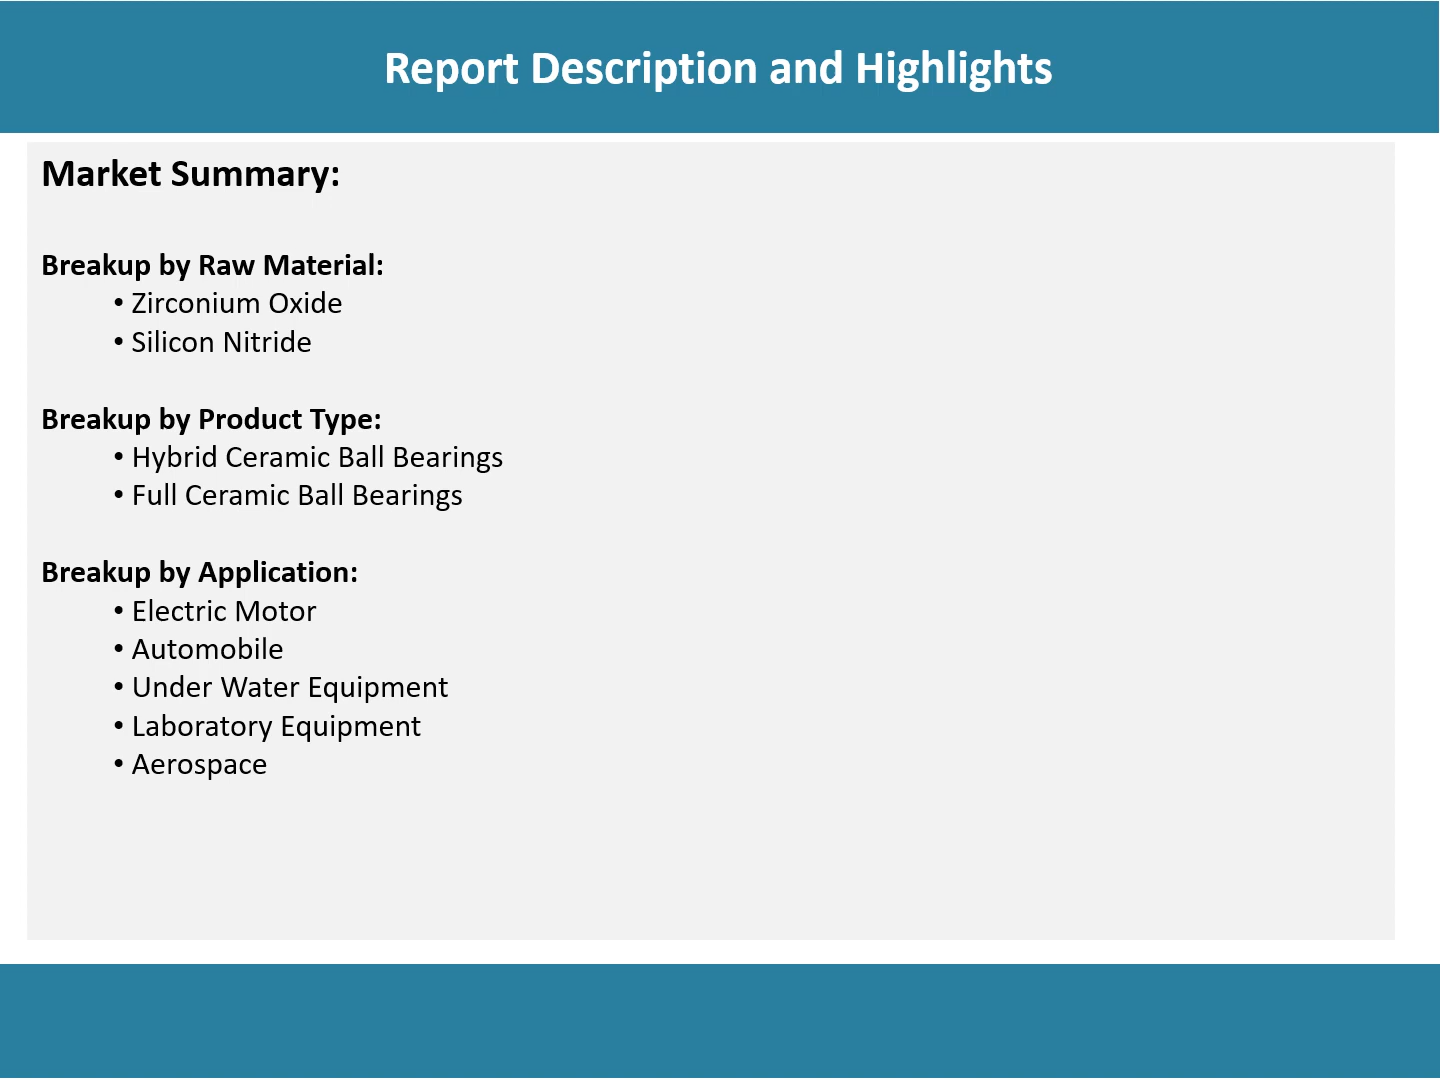 Report Description and Highlights
Market Summary:
Breakup by Raw Material:
• Zirconium Oxide
• Silicon Nitride
Breakup by Product Type:
• Hybrid Ceramic Ball Bearings
• Full Ceramic Ball Bearings
Breakup by Application:
• Electric Motor
• Automobile
• Under Water Equipment
• Laboratory Equipment
• Aerospace